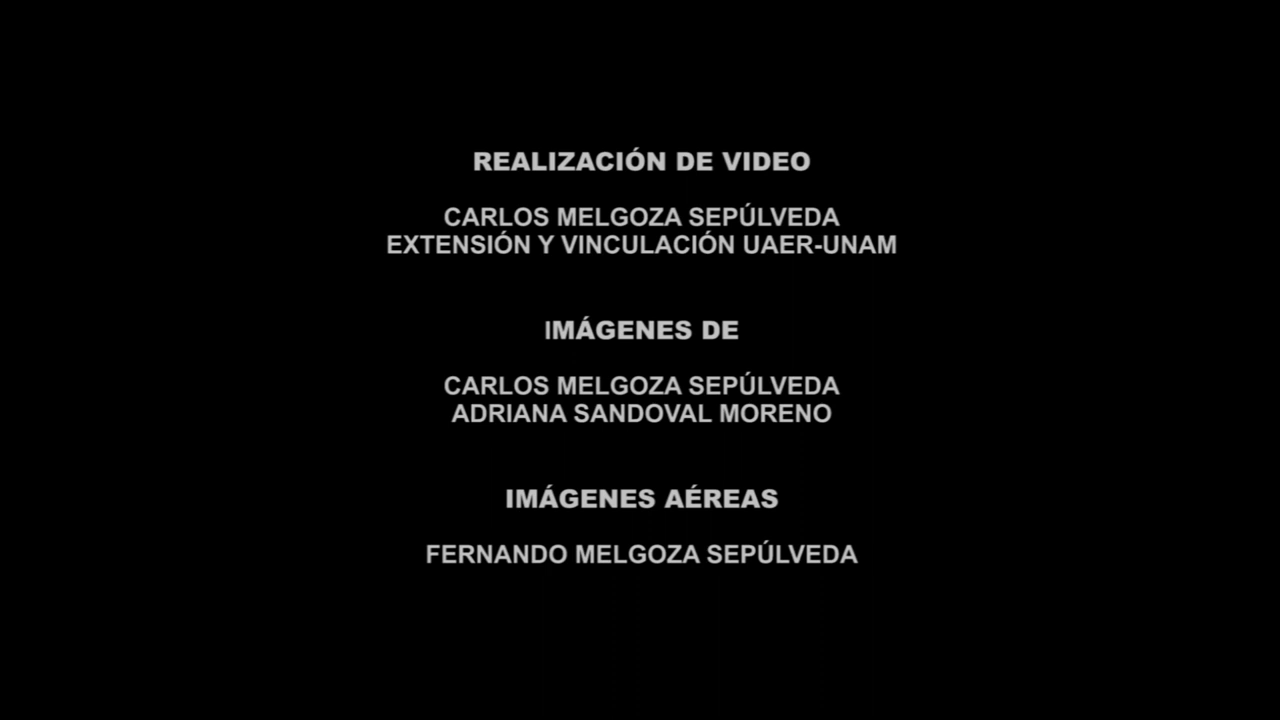 REALIZACIÓN DE VIDEO
CARLOS MELGOZA SEPÚLVEDA
EXTENSIÓN Y VINCULACIÓN UAER-UNAM
IMÁGENES DE
CARLOS MELGOZA SEPÚLVEDA
ADRIANA SANDOVAL MORENO
IMÁGENES AÉREAS
FERNANDO MELGOZA SEPÚLVEDA